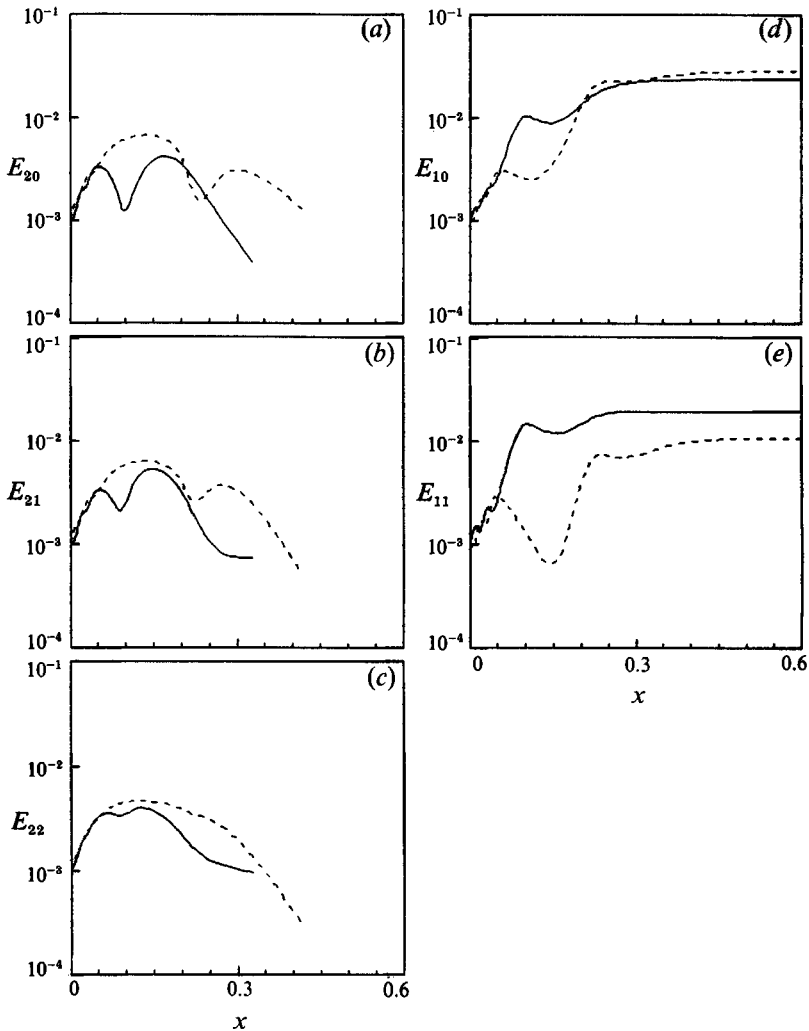 10⁻¹
(a)
10⁻²
E₂₀
10⁻³
10⁻⁴
10⁻¹
(b)
10⁻²
E₂₁
10⁻³
10⁻⁴
10⁻¹
(c)
10⁻²
E₂₂
10⁻³
10⁻⁴
0 0.3 0.6
x
10⁻¹
(d)
10⁻²
E₁₀
10⁻³
10⁻⁴
10⁻¹
(e)
10⁻²
E₁₁
10⁻³
10⁻⁴
0 0.3 0.6
x